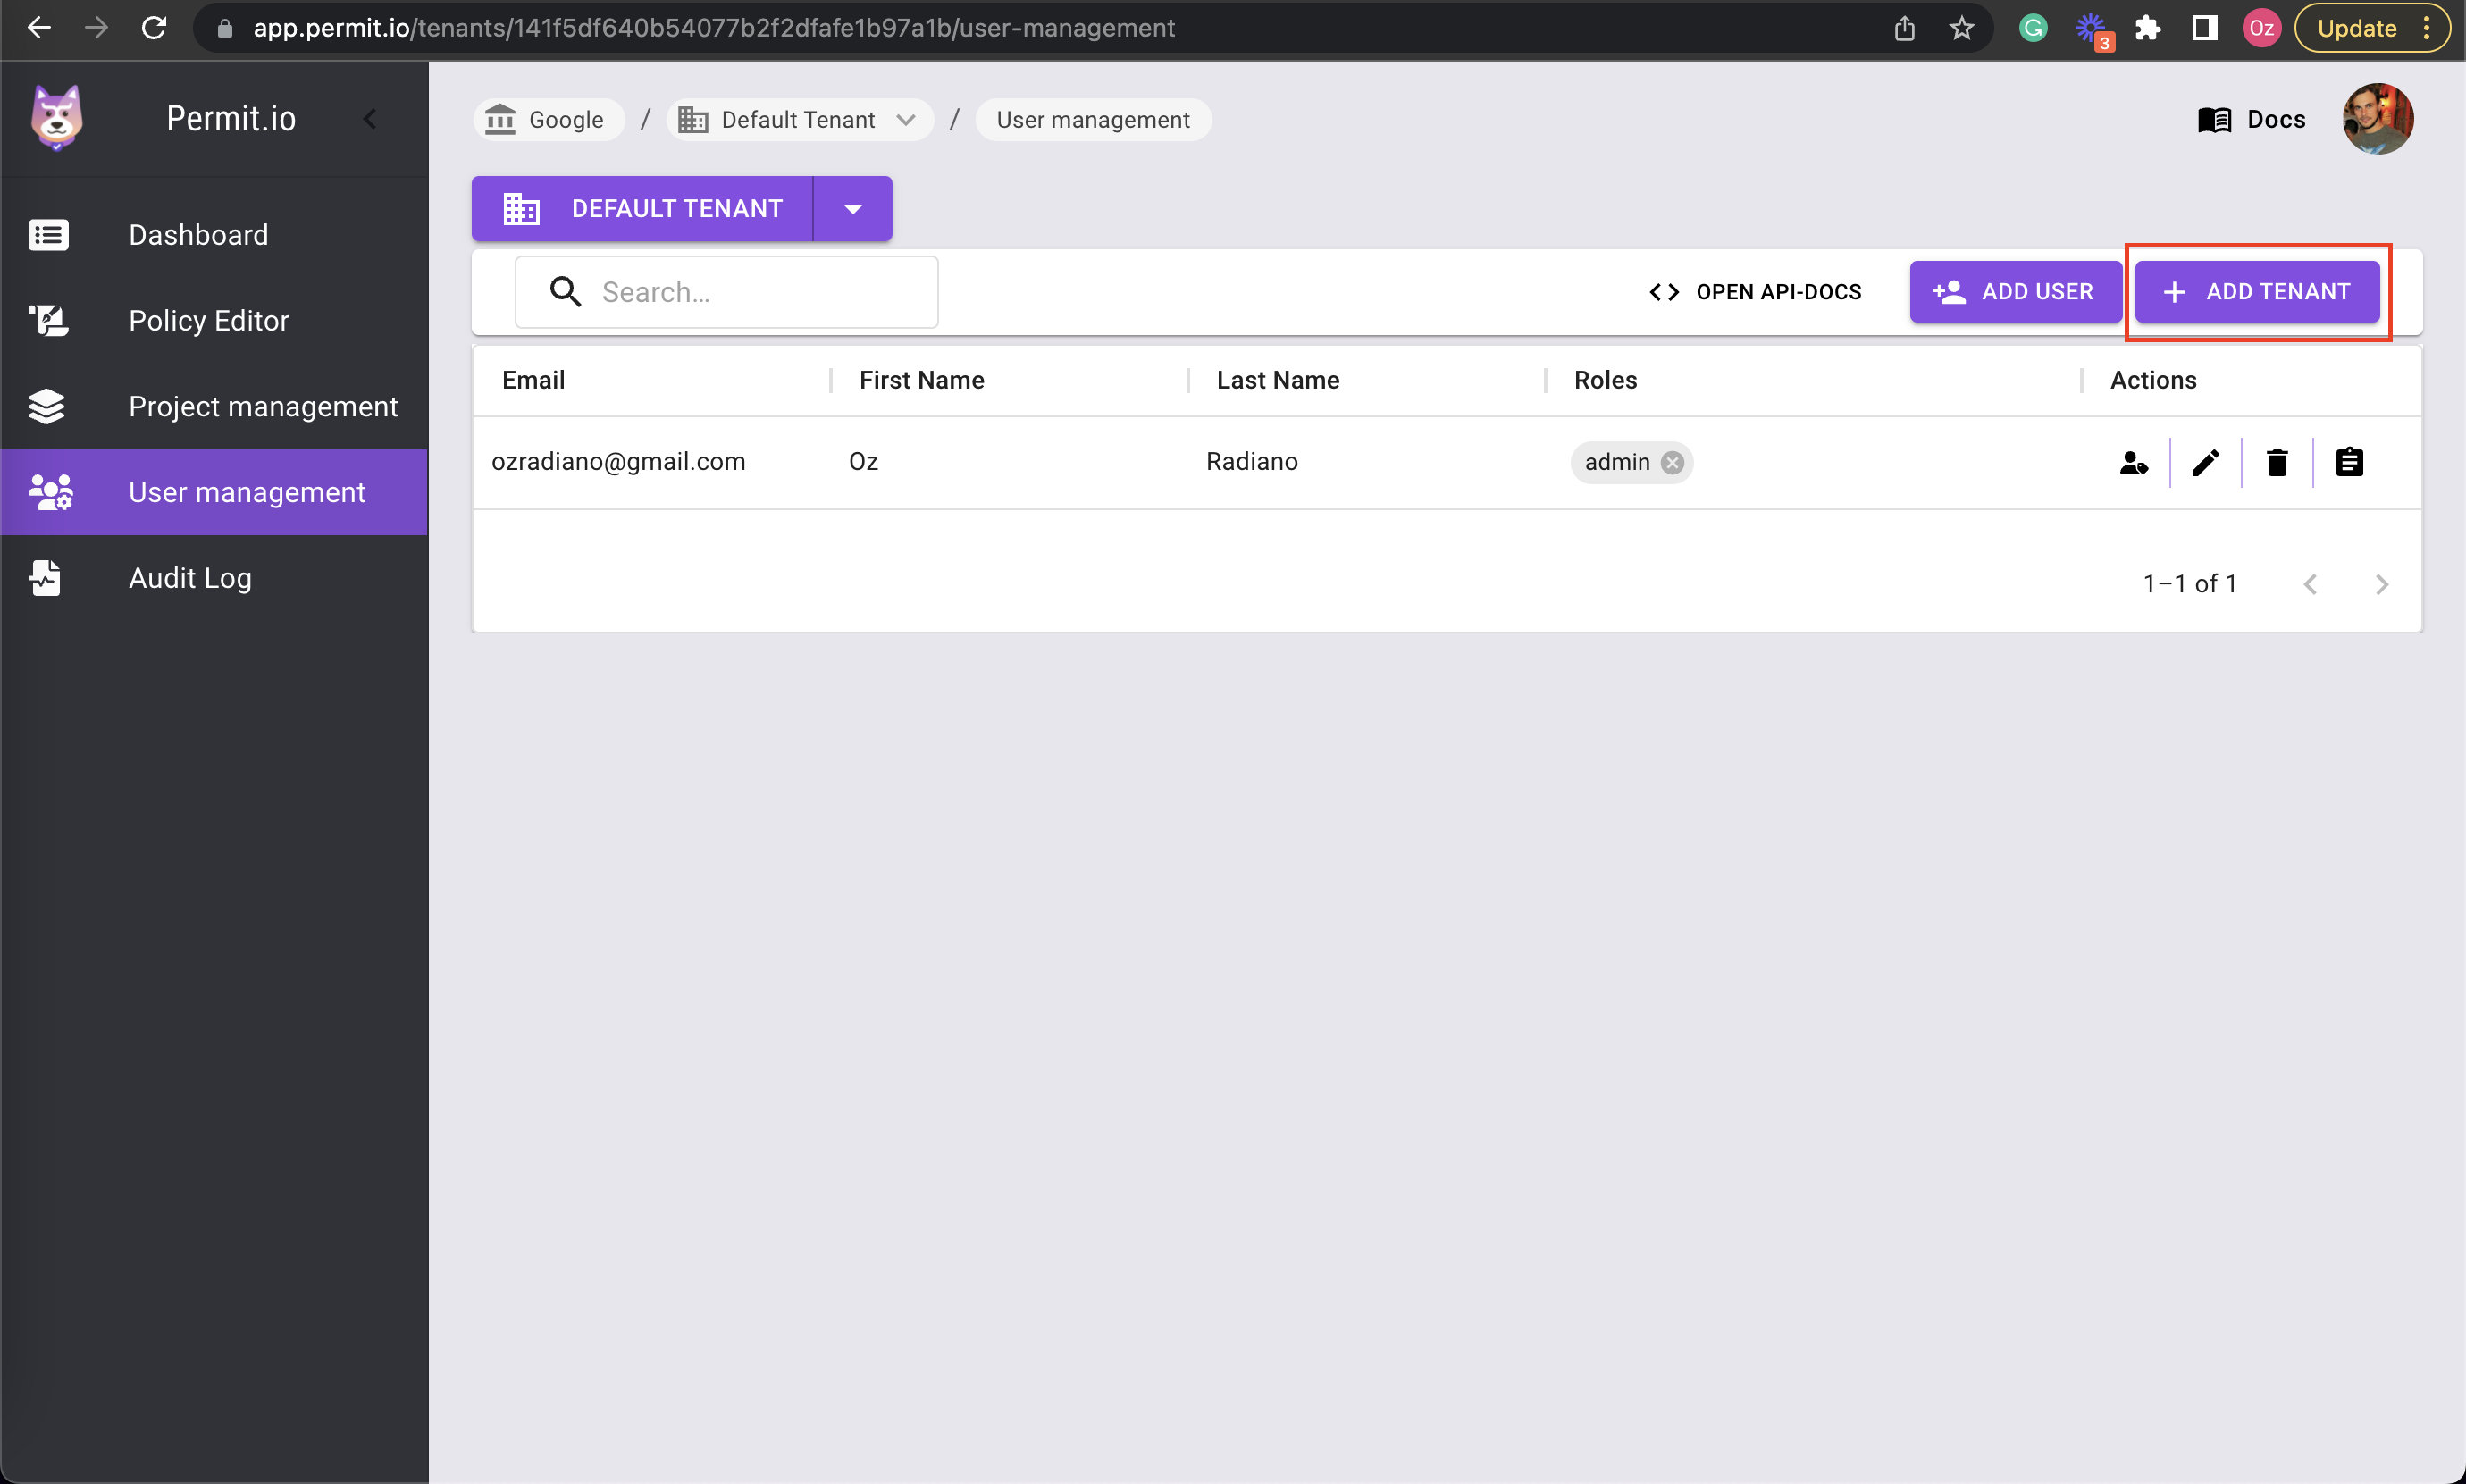 app.permit.io/tenants/141f5df640b54077b2f2dfafe1b97a1b/user-management
3
Oz
Update
Permit.io
Google / Default Tenant / User management
Docs
Dashboard
Policy Editor
Project management
User management
Audit Log
DEFAULT TENANT
Search...
OPEN API-DOCS
ADD USER
ADD TENANT
Email First Name Last Name Roles Actions
ozradiano@gmail.com Oz Radiano admin
1–1 of 1